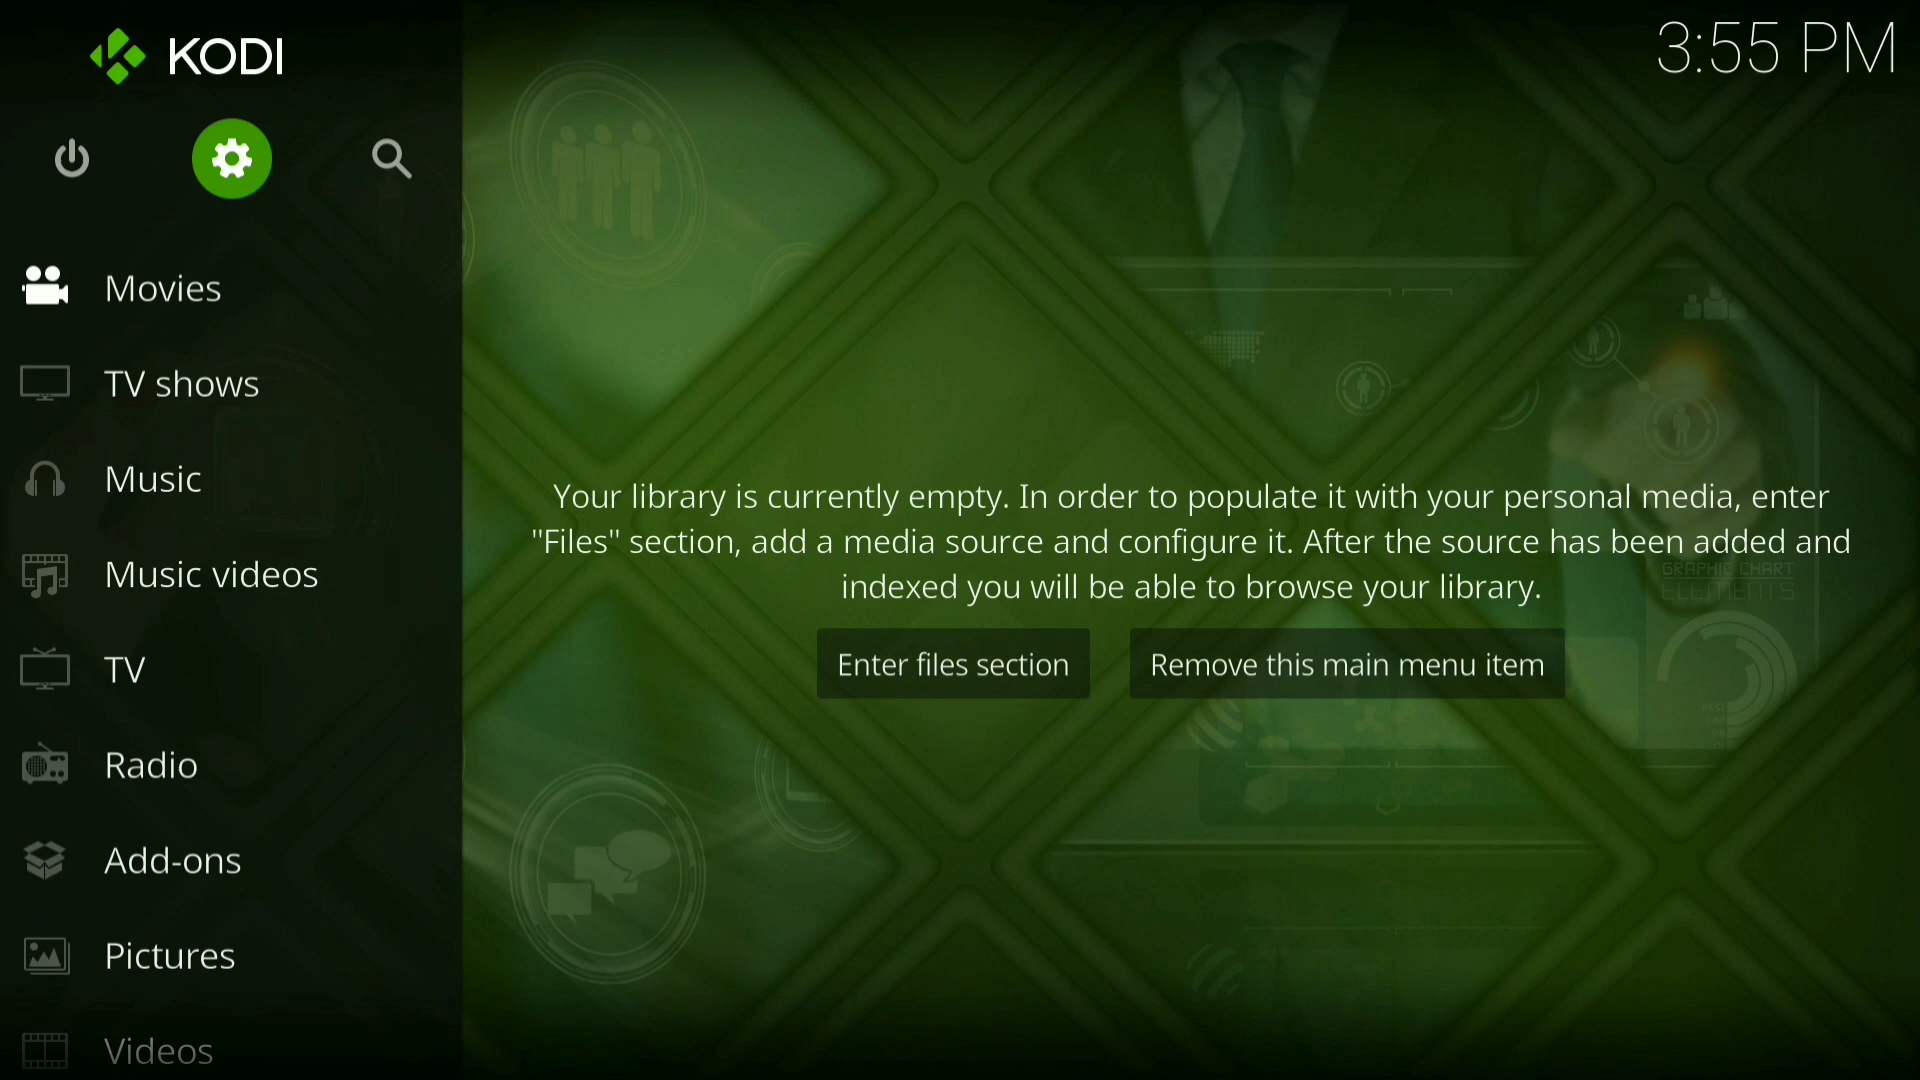 KODI
3:55 PM
Movies
TV shows
Music
Music videos
TV
Radio
Add-ons
Pictures
Videos
Your library is currently empty. In order to populate it with your personal media, enter
"Files" section, add a media source and configure it. After the source has been added and
indexed you will be able to browse your library.
Enter files section
Remove this main menu item
GRAPHIC CHART
ELEMENTS